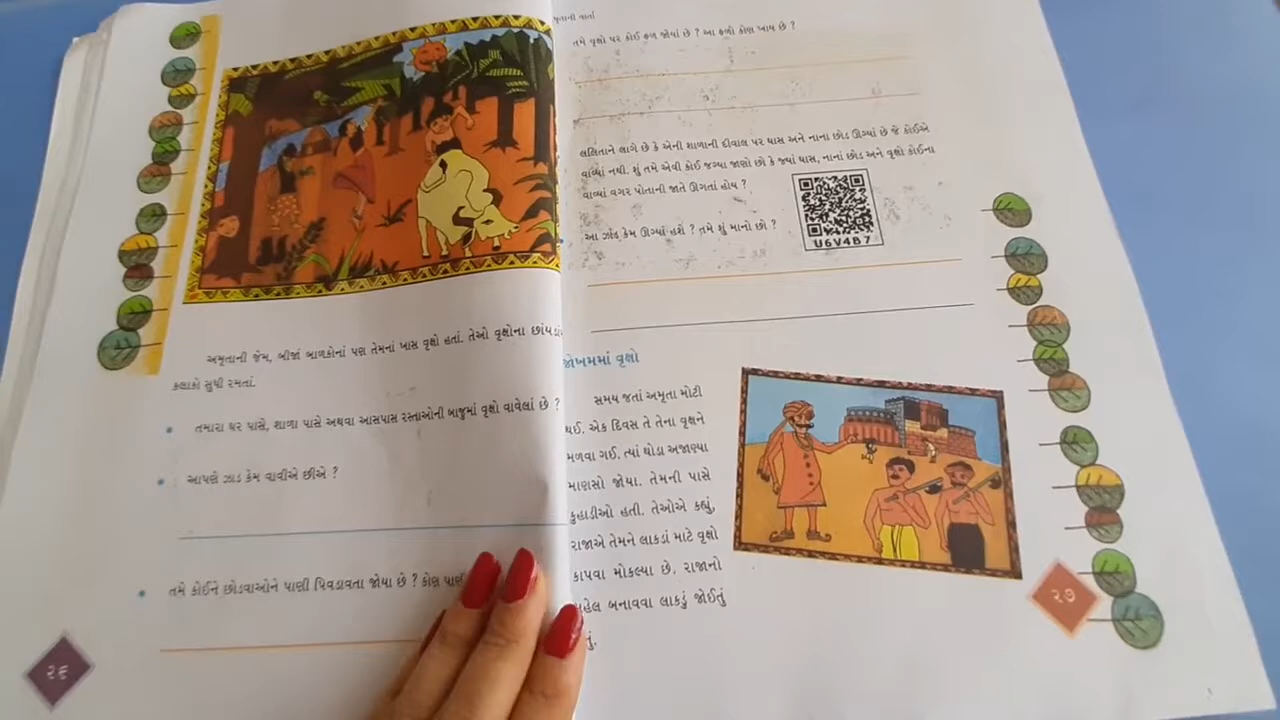 અમૃતાની જેમ, બીજાં બાળકોનાં પણ તેમનાં ખાસ વૃક્ષો હતાં. તેઓ વૃક્ષોના
કલાકો સુધી રમતાં.
તમારા ઘર પાસે, શાળા પાસે અથવા આસપાસ રસ્તાઓની બાજુમાં વૃક્ષો વાવેલાં છે ?
આપણે ઝાડ કેમ વાવીએ છીએ ?
તમે કોઈને છોડવાઓને પાણી પિવડાવતા જોયા છે ? કોણ
૨૬
વાર્તા
તમે વૃક્ષો પર કોઈ ફળ જોયાં છે ? આ ફળો કોણ ખાય છે ?
લલિતાને લાગે છે કે એની શાળાની દીવાલ પર ઘાસ અને નાના છોડ ઊગ્યાં છે જે કોઈએ
વાવ્યાં નથી. શું તમે એવી કોઈ જગ્યા જાણો છો કે જ્યાં ઘાસ, નાનાં છોડ અને વૃક્ષો કોઈના
વાવ્યા વગર પોતાની જાતે ઊગતાં હોય ?
આ ઝાડ કેમ ઊગ્યાં હશે ? તમે શું માનો છો ?
U6V4B7
જોખમમાં વૃક્ષો
સમય જતાં અમૃતા મોટી
થઈ. એક દિવસ તે તેના વૃક્ષને
મળવા ગઈ. ત્યાં થોડા અજાણ્યા
માણસો જોયા. તેમની પાસે
કુહાડીઓ હતી. તેઓએ કહ્યું,
રાજાએ તેમને લાકડાં માટે વૃક્ષો
કાપવા મોકલ્યા છે. રાજાનો
મહેલ બનાવવા લાકડું જોઈતું
૨૭